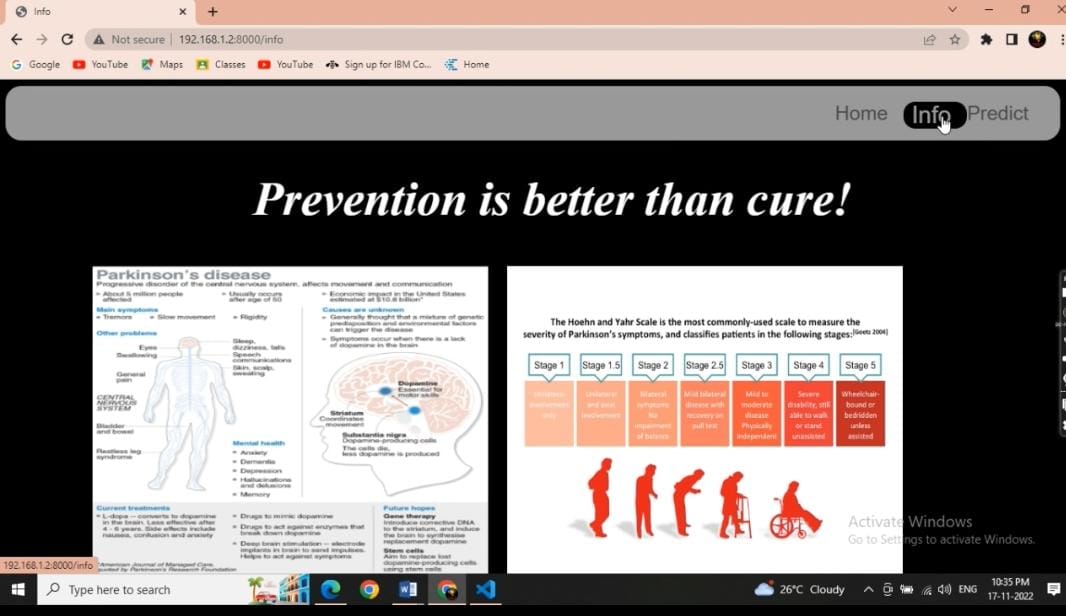 Info
Not secure 192.168.1.2:8000/info
Google YouTube Maps Classes YouTube Sign up for IBM Co... Home
Home Info Predict
Prevention is better than cure!
Parkinson's disease
Progressive disorder of the central nervous system, affects movement and communication
About 5 million people
affected
Usually occurs
after age of 50
Economic impact in the United States
estimated at $10.8 billion*
Main symptoms
Tremors Slow movement Rigidity
Causes are unknown
Generally thought that a mixture of genetic
predisposition and environmental factors
can trigger the disease
Symptoms occur when there is a lack
of dopamine in the brain
Other problems
Eyes
Swallowing
General
pain
CENTRAL
NERVOUS
SYSTEM
Bladder
and bowel
Restless leg
syndrome
Sleep,
dizziness, falls
Speech
communications
Skin, scalp,
sweating
Mental health
Anxiety
Dementia
Depression
Hallucinations
and delusions
Memory
Dopamine
Essential for
motor skills
Striatum
Coordinates
movement
Substantia nigra
Dopamine-producing cells
The cells die,
less dopamine is produced
Current treatments
L-dopa – converts to dopamine
in the brain. Less effective after
4 - 6 years. Side effects include
nausea, confusion and anxiety
Drugs to mimic dopamine
Drugs to act against enzymes that
break down dopamine
Deep brain stimulation – electrode
implants in brain to send impulses.
Helps to act against symptoms
Future hopes
Gene therapy
Introduce corrective DNA
to the striatum, and induce
the brain to synthesise
replacement dopamine
Stem cells
Aim to replace lost
dopamine-producing cells
using stem cells
*American Journal of Managed Care,
quoted by Parkinson's Research Foundation
The Hoehn and Yahr Scale is the most commonly-used scale to measure the
severity of Parkinson's symptoms, and classifies patients in the following stages:[Goetz 2004]
Stage 1 Stage 1.5 Stage 2 Stage 2.5 Stage 3 Stage 4 Stage 5
Unilateral
involvement
only
Unilateral
and axial
involvement
Bilateral
symptoms
No
impairment
of balance
Mild bilateral
disease with
recovery on
pull test
Mild to
moderate
disease
Physically
independent
Severe
disability, still
able to walk
or stand
unassisted
Wheelchair-
bound or
bedridden
unless
assisted
Activate Windows
Go to Settings to activate Windows.
192.168.1.2:8000/info
Type here to search
26°C Cloudy
ENG
10:35 PM
17-11-2022